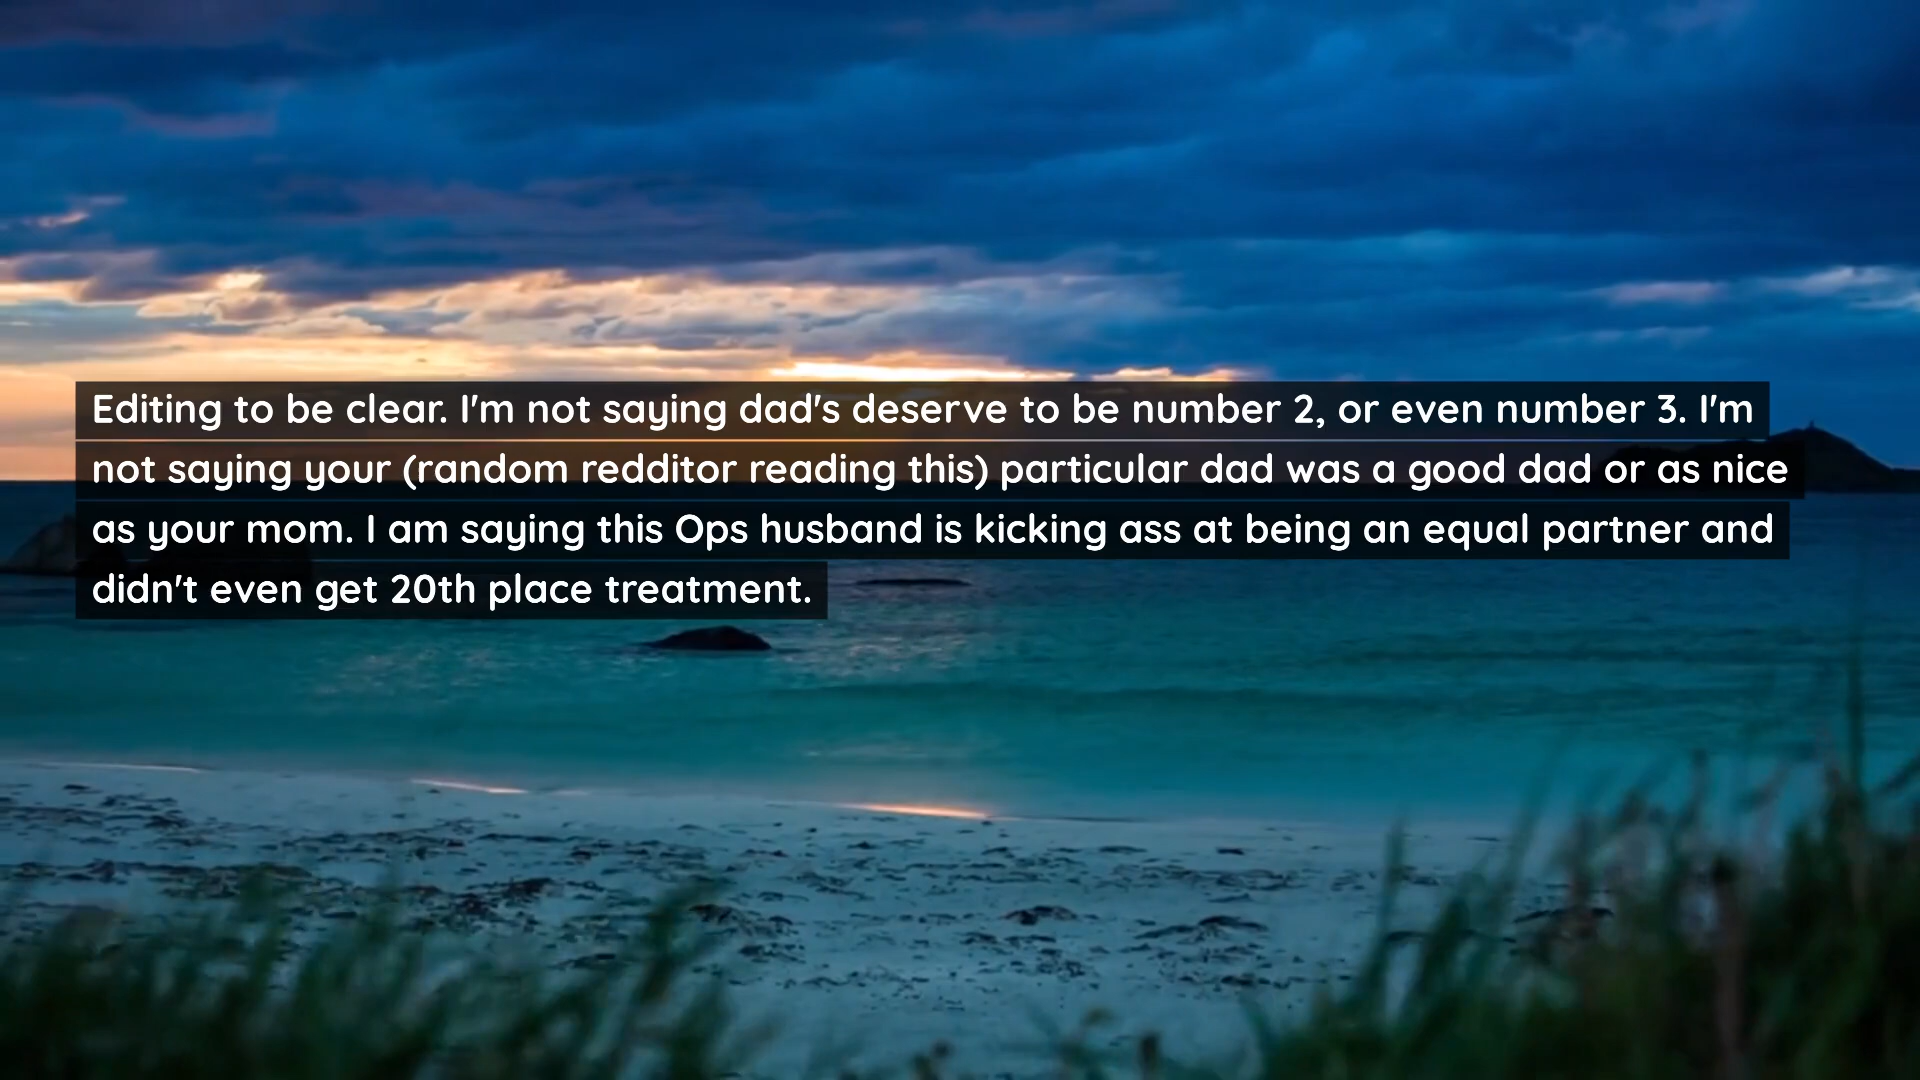 Editing to be clear. I'm not saying dad's deserve to be number 2, or even number 3. I'm
not saying your (random redditor reading this) particular dad was a good dad or as nice
as your mom. I am saying this Ops husband is kicking ass at being an equal partner and
didn't even get 20th place treatment.